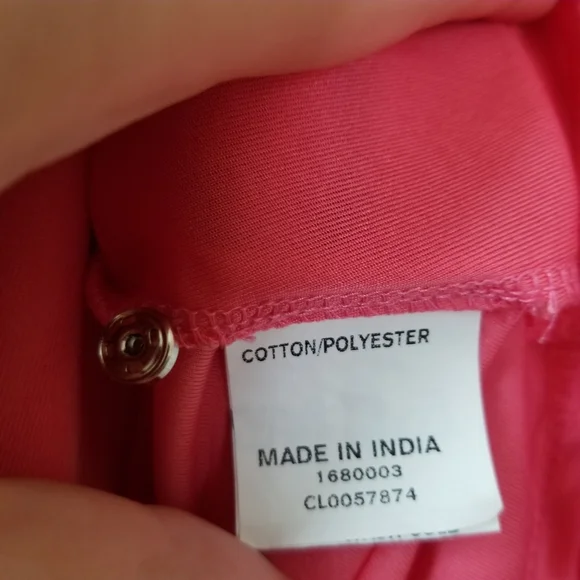 COTTON/POLYESTER
MADE IN INDIA
1680003
CL0057874